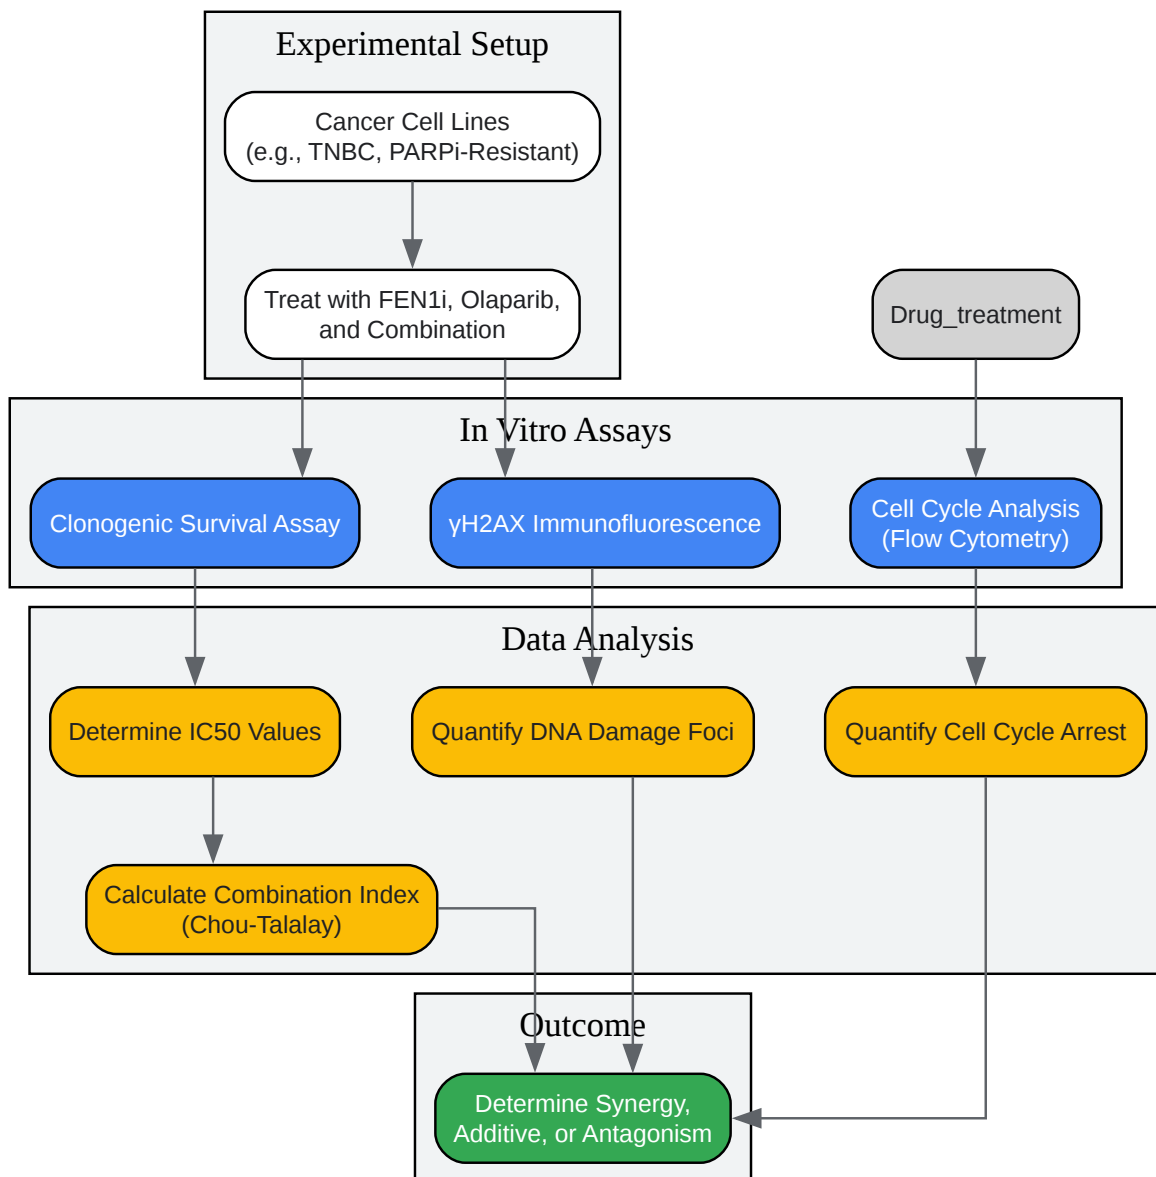 Experimental Setup
Cancer Cell Lines
(e.g., TNBC, PARPi-Resistant)
Treat with FEN1i, Olaparib,
and Combination
Drug_treatment
In Vitro Assays
Clonogenic Survival Assay
γH2AX Immunofluorescence
Cell Cycle Analysis
(Flow Cytometry)
Data Analysis
Determine IC50 Values
Quantify DNA Damage Foci
Quantify Cell Cycle Arrest
Calculate Combination Index
(Chou-Talalay)
Outcome
Determine Synergy,
Additive, or Antagonism